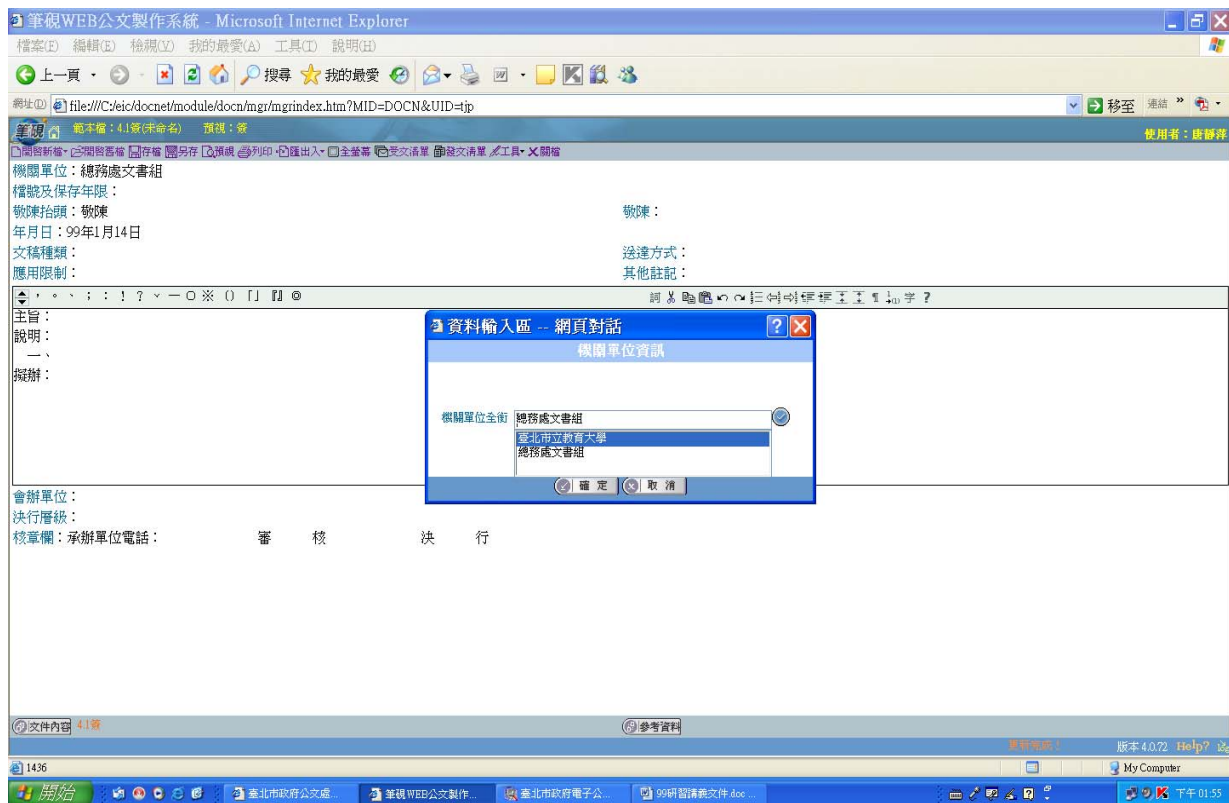 筆硯WEB公文製作系統 - Microsoft Internet Explorer
檔案(F) 編輯(E) 檢視(V) 我的最愛(A) 工具(T) 說明(H)
上一頁 搜尋 我的最愛
網址(D) file:///C:/eic/docnet/module/docn/mgr/mgrindex.htm?MID=DOCN&UID=tjp 移至 連結 »
筆硯 範本檔：4.1簽(未命名) 預視：簽
使用者：唐靜萍
開啟新檔 開啟舊檔 存檔 另存 預視 列印 匯出入 全螢幕 受文清單 發文清單 工具 關檔
機關單位：總務處文書組
檔號及保存年限：
敬陳抬頭：敬陳 敬陳：
年月日：99年1月14日
文稿種類： 送達方式：
應用限制： 其他註記：
，。、；：！？ˇ—○※（）「」『』◎ 詞 字 ?
主旨：
說明：
一、
擬辦：
資料輸入區 -- 網頁對話
機關單位資訊
機關單位全銜 總務處文書組
臺北市立教育大學
總務處文書組
確 定 取 消
會辦單位：
決行層級：
核章欄：承辦單位電話： 審 核 決 行
文件內容 4.1簽 參考資料
更新完成！ 版本 4.0.72 Help?
1436 My Computer
開始 臺北市政府公文處... 筆硯WEB公文製作... 臺北市政府電子公... 99研習講義文件.doc ... 下午 01:55